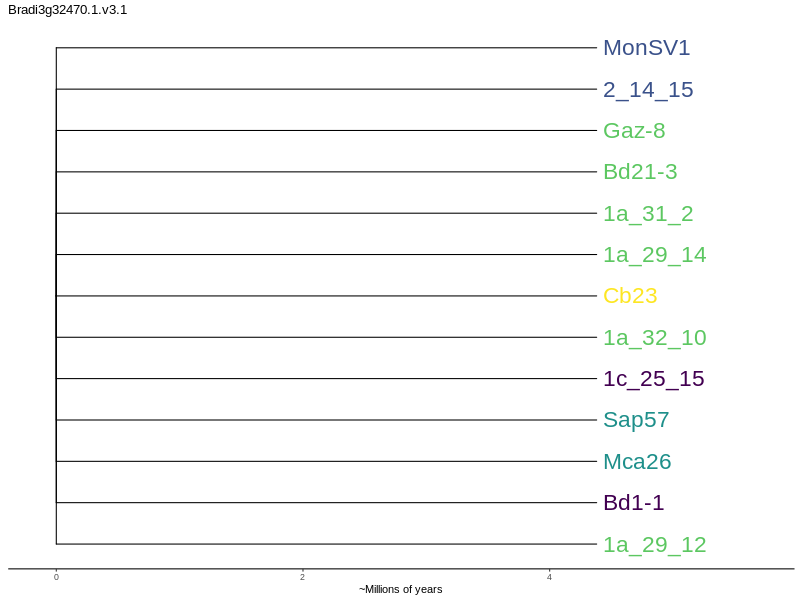 Bradi3g32470.1.v3.1
MonSV1
2_14_15
Gaz-8
Bd21-3
1a_31_2
1a_29_14
Cb23
1a_32_10
1c_25_15
Sap57
Mca26
Bd1-1
1a_29_12
0 2 4
~Millions of years